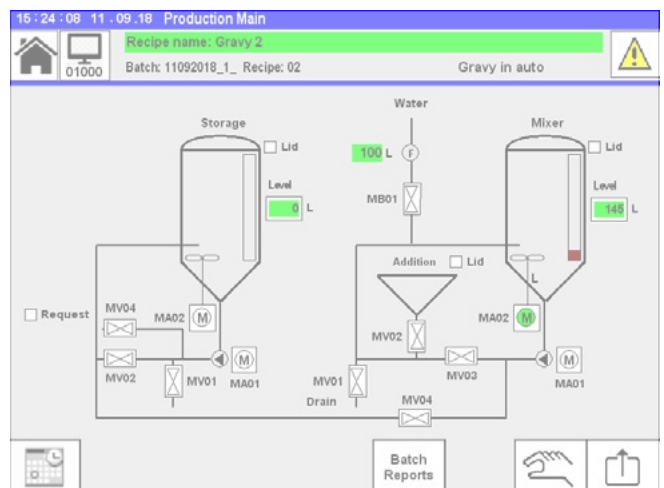 15:24:08 11.09.18 Production Main
Recipe name: Gravy 2
01000
Batch: 11092018_1_ Recipe: 02
Gravy in auto
Water
Storage
Mixer
Lid
100 L
F
Lid
Level
0 L
Level
145 L
MB01
Addition
Lid
L
Request
MV04
MA02
M
MA02
M
MV02
M
M
MV02
MV01
MA01
MV01
MV03
MA01
Drain
MV04
Batch
Reports